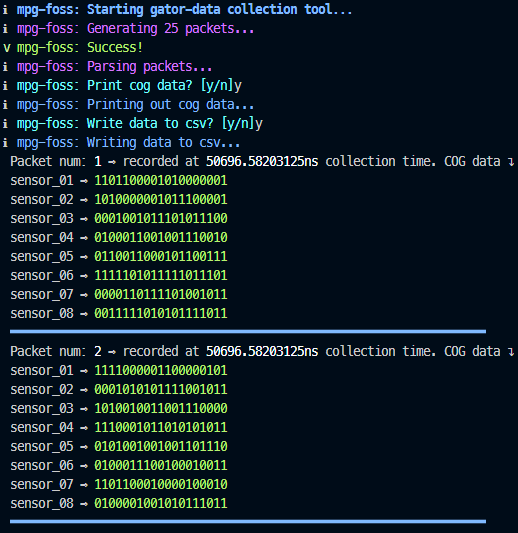 i mpg-foss: Starting gator-data collection tool...
i mpg-foss: Generating 25 packets...
v mpg-foss: Success!
i mpg-foss: Parsing packets...
i mpg-foss: Print cog data? [y/n]y
i mpg-foss: Printing out cog data...
i mpg-foss: Write data to csv? [y/n]y
i mpg-foss: Writing data to csv...
Packet num: 1 → recorded at 50696.58203125ns collection time. COG data ↴
sensor_01 → 1101100001010000001
sensor_02 → 1010000001011100001
sensor_03 → 0001001011101011100
sensor_04 → 0100011001001110010
sensor_05 → 0110011000101100111
sensor_06 → 1111101011111011101
sensor_07 → 0000110111101001011
sensor_08 → 0011111010101111011
Packet num: 2 → recorded at 50696.58203125ns collection time. COG data ↴
sensor_01 → 1111000001100000101
sensor_02 → 0001010101111001011
sensor_03 → 1010010011001110000
sensor_04 → 1110001011010101011
sensor_05 → 0101001001001101110
sensor_06 → 0100011100100010011
sensor_07 → 1101100010000100010
sensor_08 → 0100001001010111011